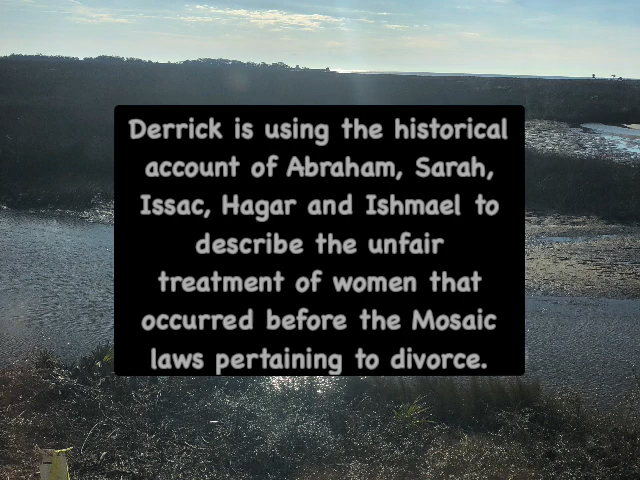 Derrick is using the historical
account of Abraham, Sarah,
Issac, Hagar and Ishmael to
describe the unfair
treatment of women that
occurred before the Mosaic
laws pertaining to divorce.